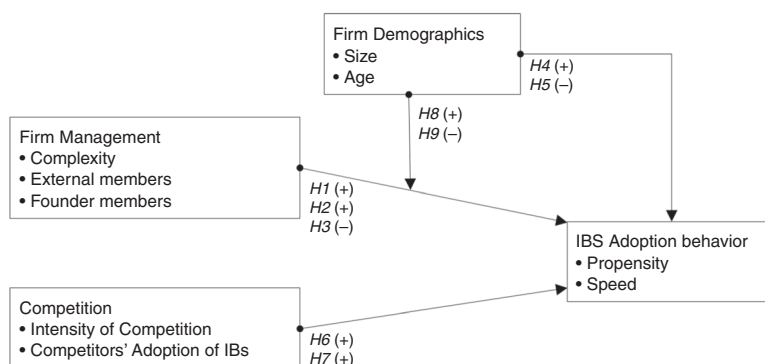 Firm Demographics
• Size
• Age
H4 (+)
H5 (–)
H8 (+)
H9 (–)
Firm Management
• Complexity
• External members
• Founder members
H1 (+)
H2 (+)
H3 (–)
IBS Adoption behavior
• Propensity
• Speed
Competition
• Intensity of Competition
• Competitors' Adoption of IBs
H6 (+)
H7 (+)